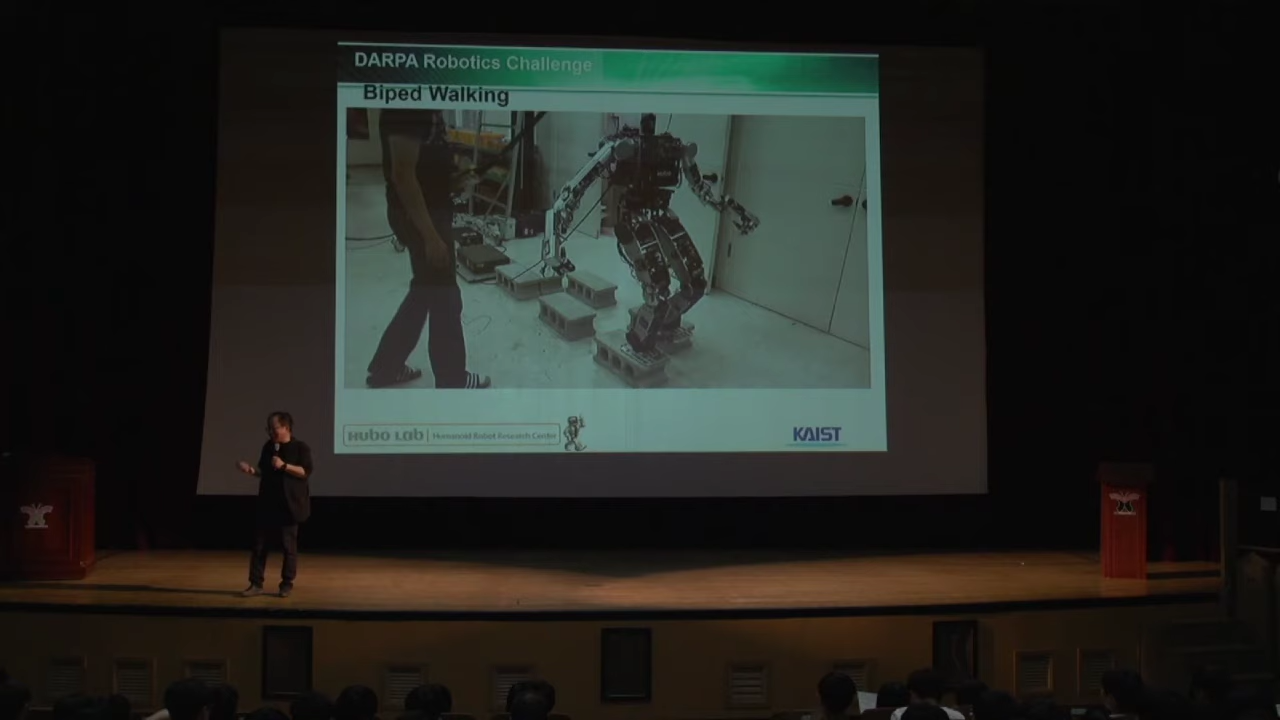 DARPA Robotics Challenge
Biped Walking
HUBO LAB | Humanoid Robot Research Center
KAIST